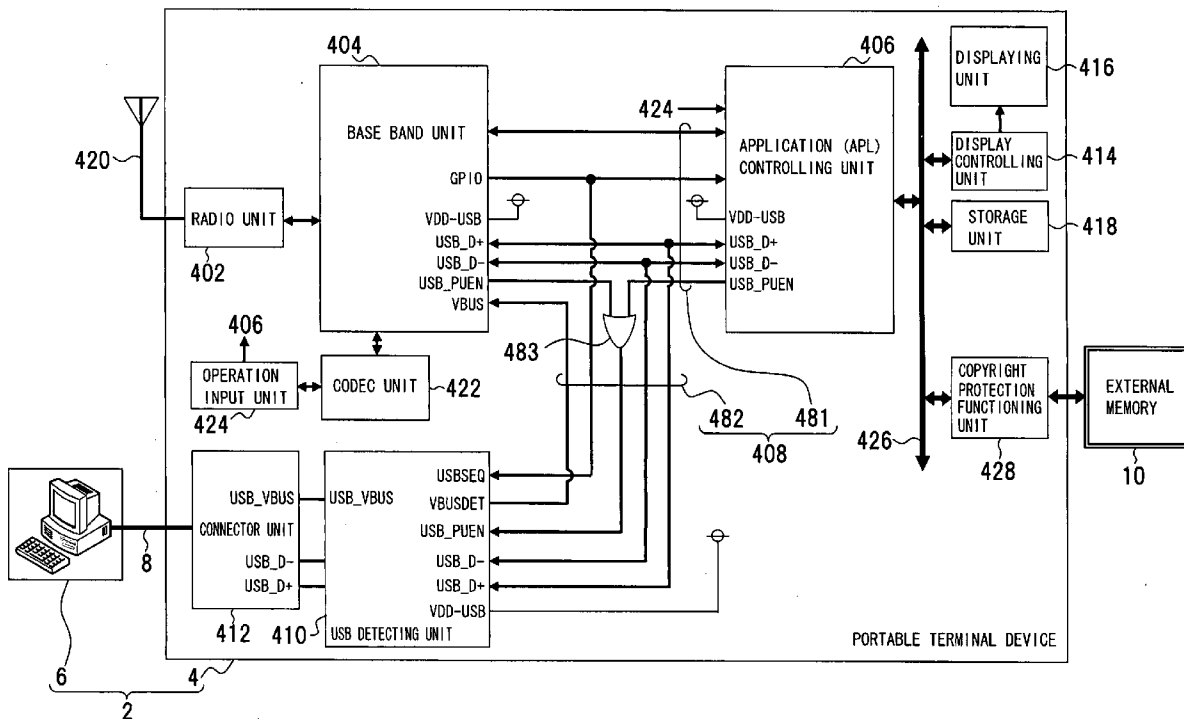 404
406
420
RADIO UNIT
402
BASE BAND UNIT
GPIO
VDD-USB
USB_D+
USB_D-
USB_PUEN
VBUS
424
APPLICATION (APL)
CONTROLLING UNIT
VDD-USB
USB_D+
USB_D-
USB_PUEN
DISPLAYING
UNIT
416
DISPLAY
CONTROLLING
UNIT
414
STORAGE
UNIT
418
483
406
OPERATION
INPUT UNIT
424
CODEC UNIT
422
482
481
408
426
COPYRIGHT
PROTECTION
FUNCTIONING
UNIT
428
EXTERNAL
MEMORY
10
8
USB_VBUS
CONNECTOR UNIT
USB_D-
USB_D+
412
USB_VBUS
USBSEQ
VBUSDET
USB_PUEN
USB_D-
USB_D+
VDD-USB
410
USB DETECTING UNIT
PORTABLE TERMINAL DEVICE
6
4
2